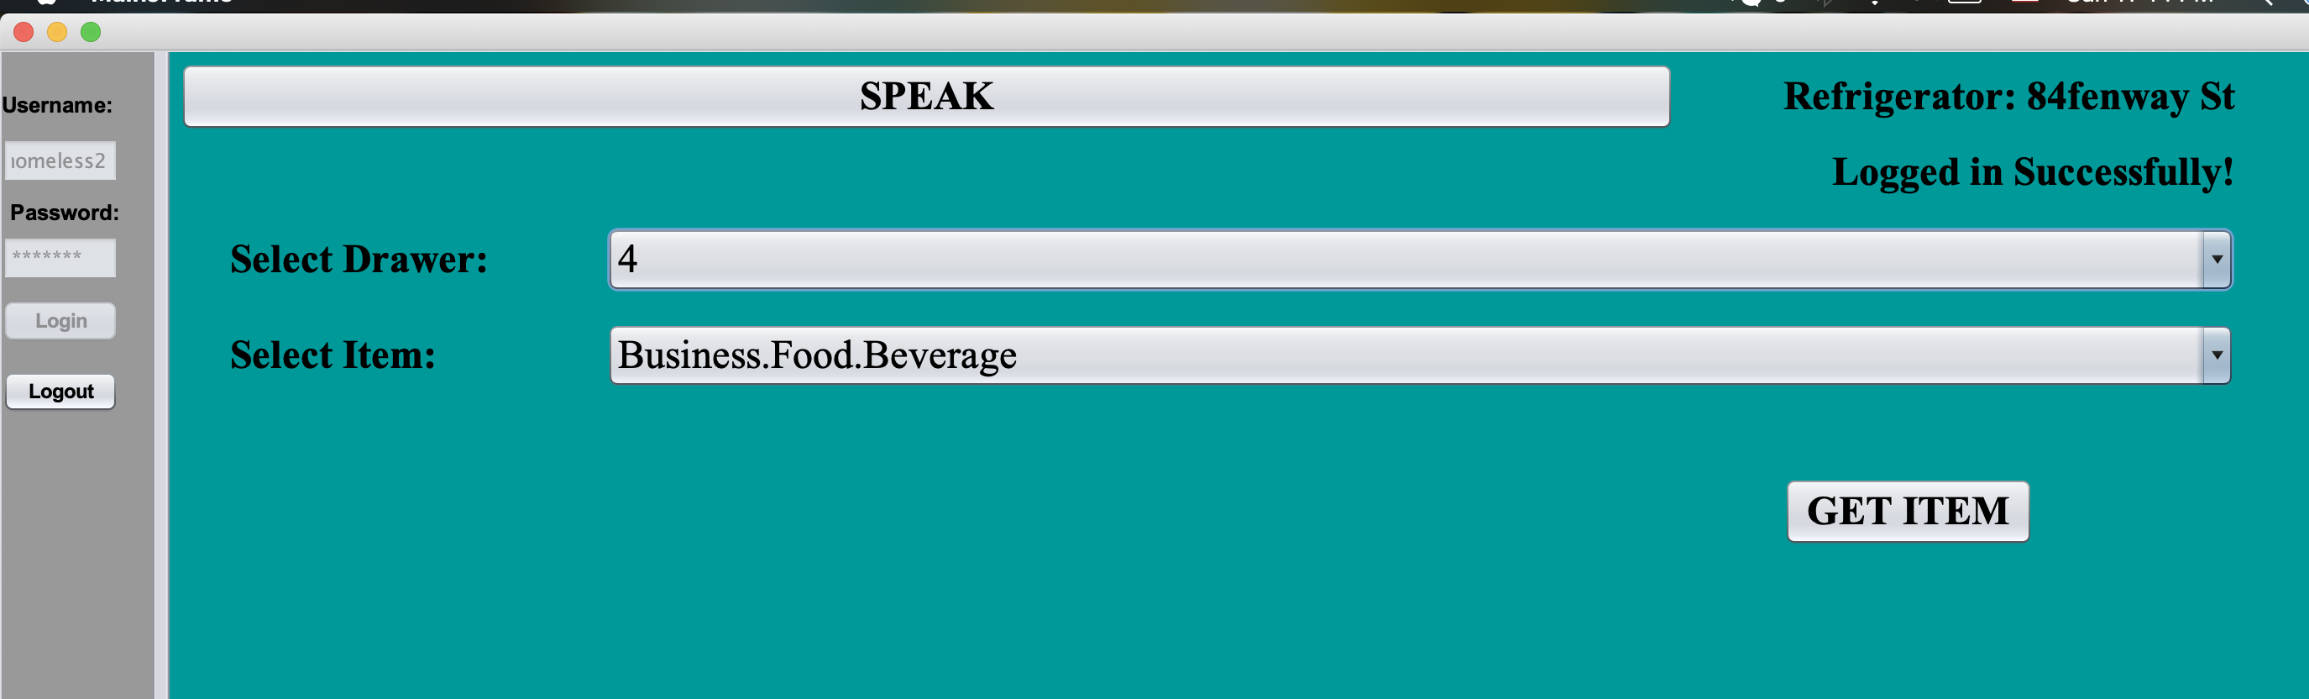 Username:
omeless2
Password:
*******
Login
Logout
SPEAK
Refrigerator: 84fenway St
Logged in Successfully!
Select Drawer:
4
Select Item:
Business.Food.Beverage
GET ITEM